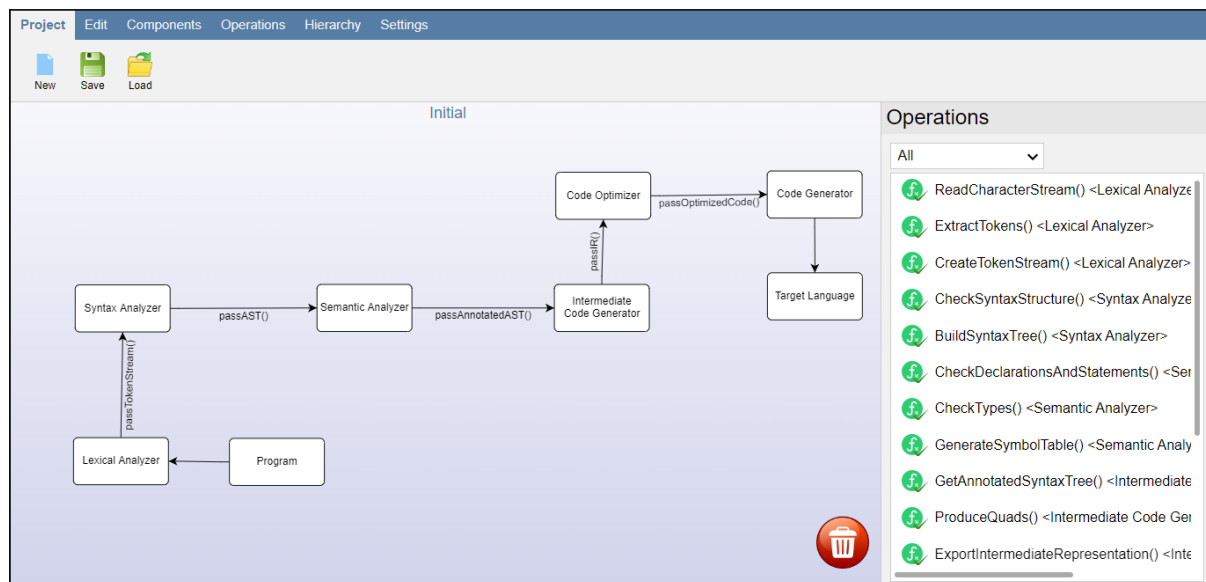 Project Edit Components Operations Hierarchy Settings
New Save Load
Initial
Code Optimizer
passOptimizedCode()
Code Generator
passIR()
Target Language
Syntax Analyzer
passAST()
Semantic Analyzer
passAnnotatedAST()
Intermediate
Code Generator
passTokenStream()
Lexical Analyzer
Program
Operations
All
ReadCharacterStream() <Lexical Analyze
ExtractTokens() <Lexical Analyzer>
CreateTokenStream() <Lexical Analyzer>
CheckSyntaxStructure() <Syntax Analyze
BuildSyntaxTree() <Syntax Analyzer>
CheckDeclarationsAndStatements() <Ser
CheckTypes() <Semantic Analyzer>
GenerateSymbolTable() <Semantic Analy
GetAnnotatedSyntaxTree() <Intermediate
ProduceQuads() <Intermediate Code Ger
ExportIntermediateRepresentation() <Inte